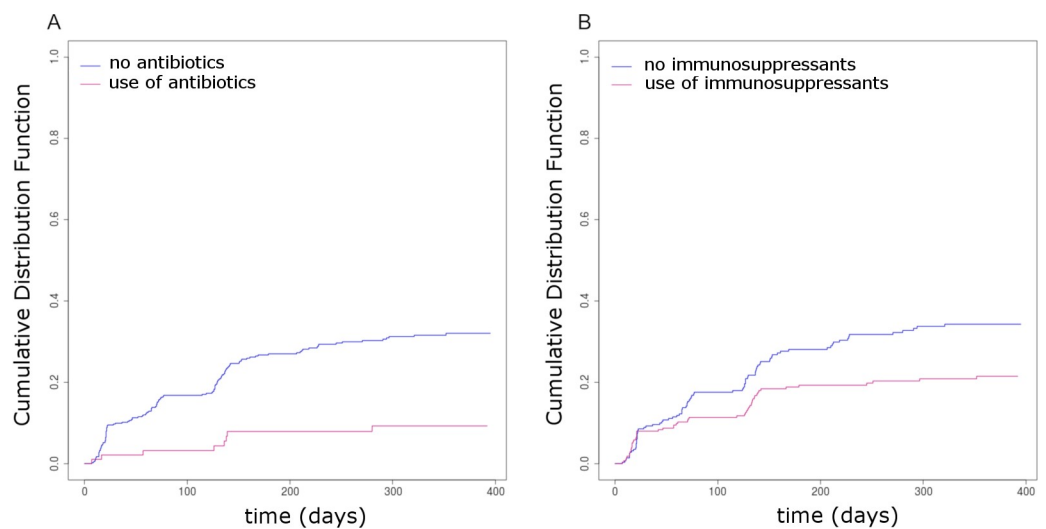 A
no antibiotics
use of antibiotics
Cumulative Distribution Function
1.0
0.8
0.6
0.4
0.2
0.0
0 100 200 300 400
time (days)
B
no immunosuppressants
use of immunosuppressants
Cumulative Distribution Function
1.0
0.8
0.6
0.4
0.2
0.0
0 100 200 300 400
time (days)